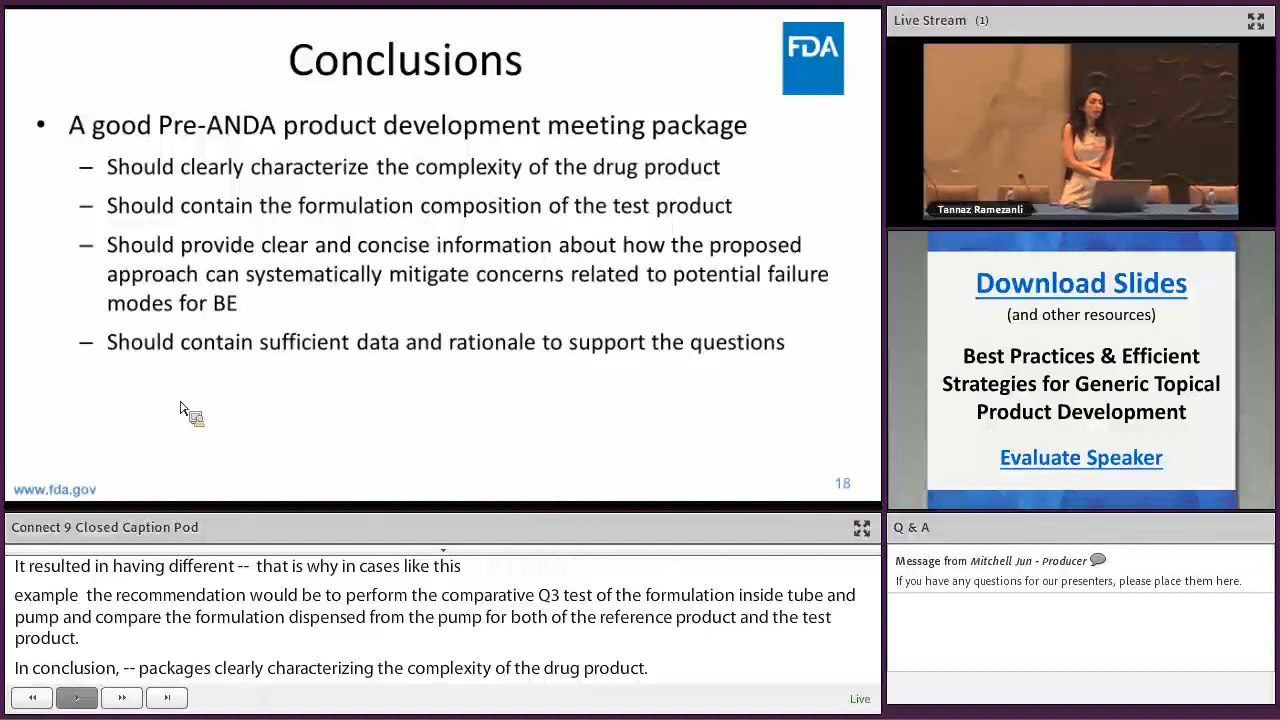 Conclusions
FDA
• A good Pre-ANDA product development meeting package
– Should clearly characterize the complexity of the drug product
– Should contain the formulation composition of the test product
– Should provide clear and concise information about how the proposed
approach can systematically mitigate concerns related to potential failure
modes for BE
– Should contain sufficient data and rationale to support the questions
www.fda.gov
18
Live Stream (1)
Tannaz Ramezanli
Download Slides
(and other resources)
Best Practices & Efficient
Strategies for Generic Topical
Product Development
Evaluate Speaker
Connect 9 Closed Caption Pod
It resulted in having different -- that is why in cases like this
example the recommendation would be to perform the comparative Q3 test of the formulation inside tube and
pump and compare the formulation dispensed from the pump for both of the reference product and the test
product.
In conclusion, -- packages clearly characterizing the complexity of the drug product.
Live
Q & A
Message from Mitchell Jun - Producer
If you have any questions for our presenters, please place them here.